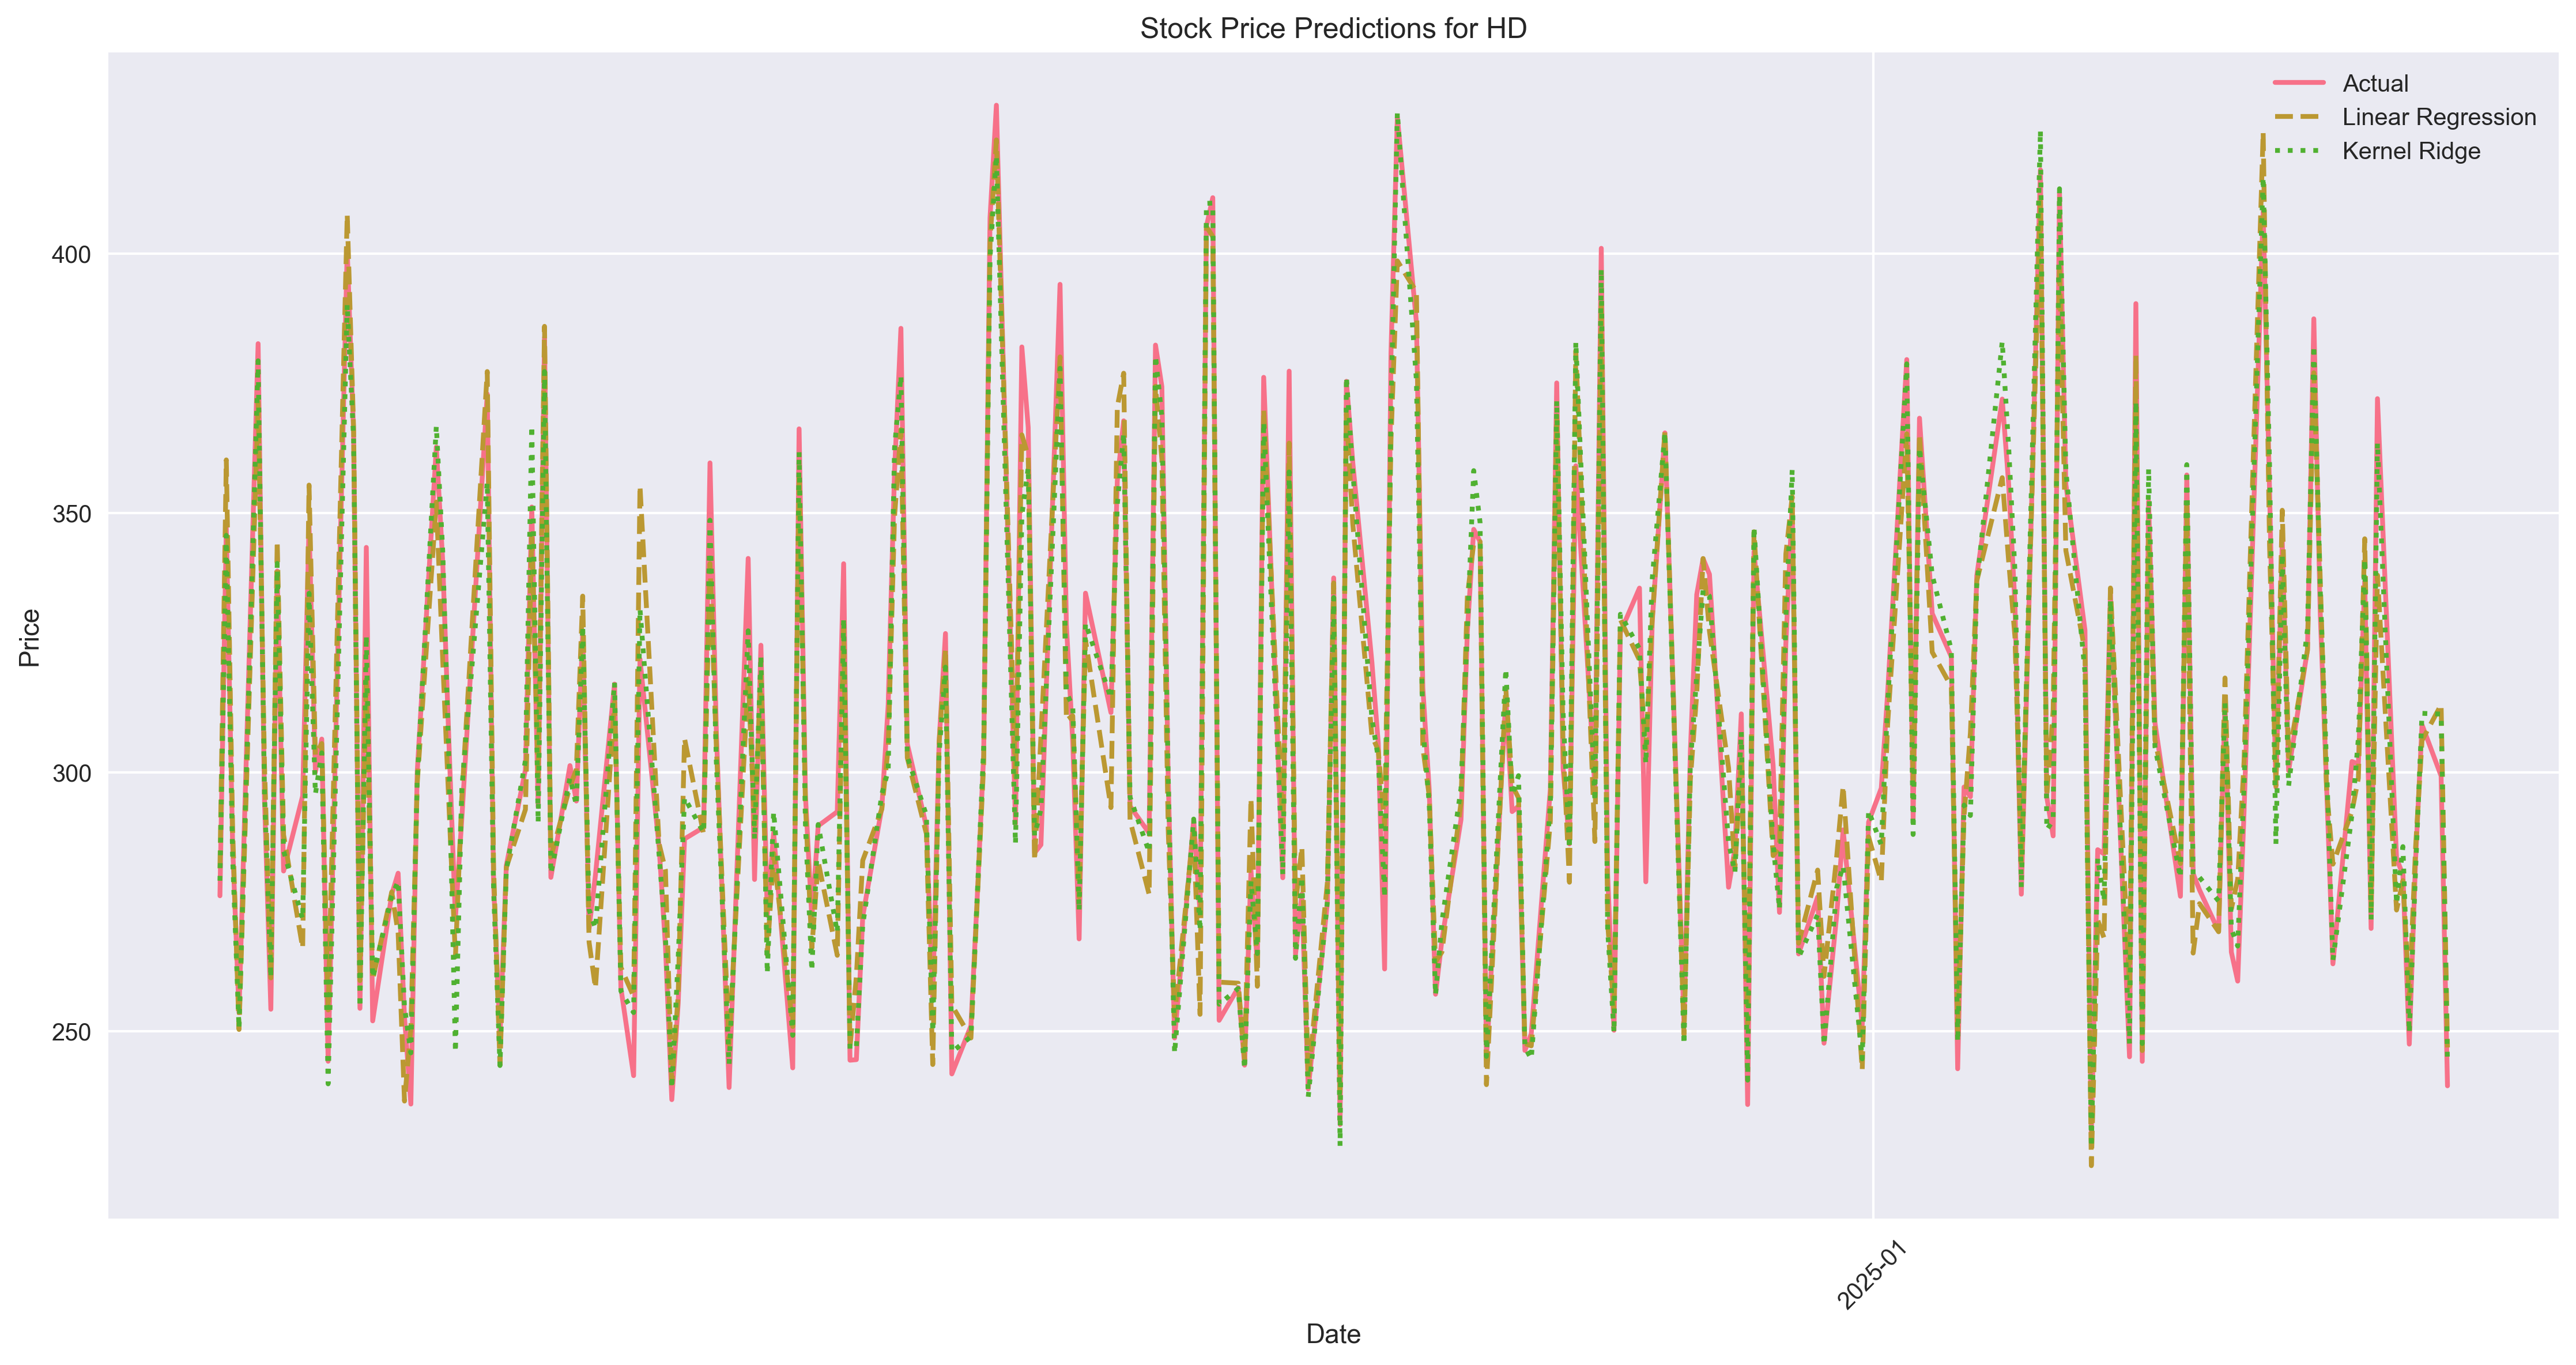 Stock Price Predictions for HD
Actual
Linear Regression
Kernel Ridge
400
350
300
250
Price
2025-01
Date